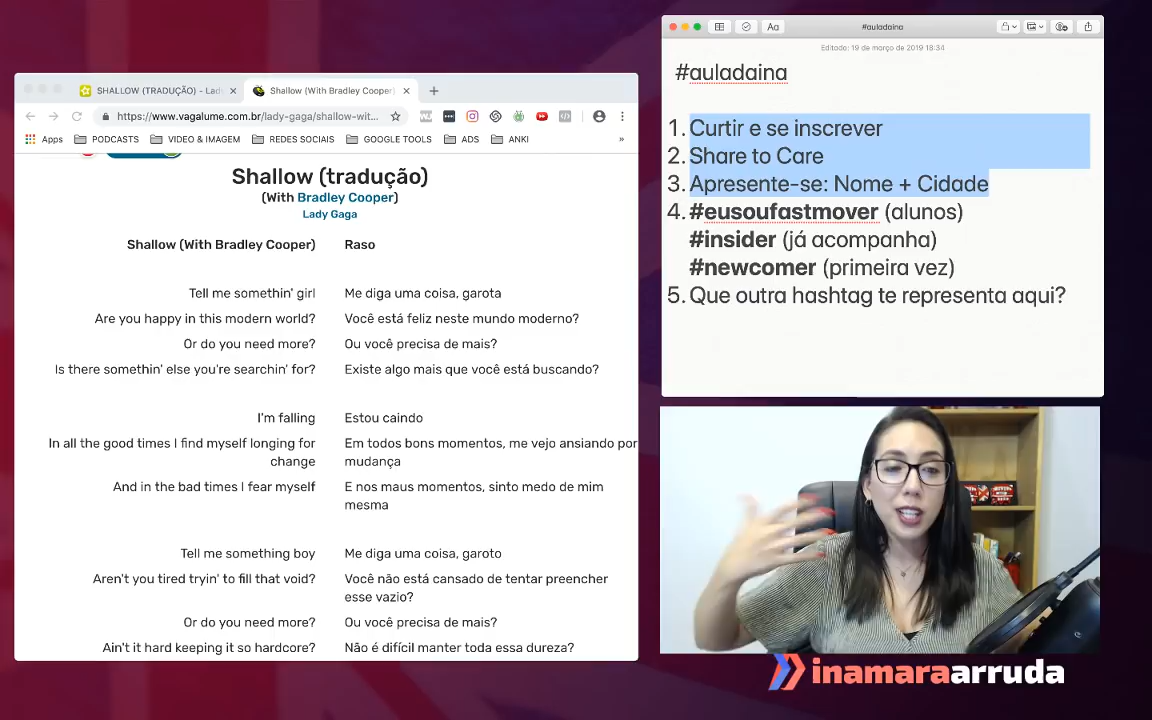 SHALLOW (TRADUÇÃO) - Lad
Shallow (With Bradley Cooper)
https://www.vagalume.com.br/lady-gaga/shallow-wit...
Apps
PODCASTS
VIDEO & IMAGEM
REDES SOCIAIS
GOOGLE TOOLS
ADS
ANKI
»
Shallow (tradução)
(With Bradley Cooper)
Lady Gaga
Shallow (With Bradley Cooper) Raso
Tell me somethin' girl Me diga uma coisa, garota
Are you happy in this modern world? Você está feliz neste mundo moderno?
Or do you need more? Ou você precisa de mais?
Is there somethin' else you're searchin' for? Existe algo mais que você está buscando?
I'm falling Estou caindo
In all the good times I find myself longing for Em todos bons momentos, me vejo ansiando por
change mudança
And in the bad times I fear myself E nos maus momentos, sinto medo de mim
mesma
Tell me something boy Me diga uma coisa, garoto
Aren't you tired tryin' to fill that void? Você não está cansado de tentar preencher
esse vazio?
Or do you need more? Ou você precisa de mais?
Ain't it hard keeping it so hardcore? Não é difícil manter toda essa dureza?
Aa
#auladaina
Editado: 19 de março de 2019 18:34
#auladaina
1. Curtir e se inscrever
2. Share to Care
3. Apresente-se: Nome + Cidade
4. #eusoufastmover (alunos)
#insider (já acompanha)
#newcomer (primeira vez)
5. Que outra hashtag te representa aqui?
inamaraarruda